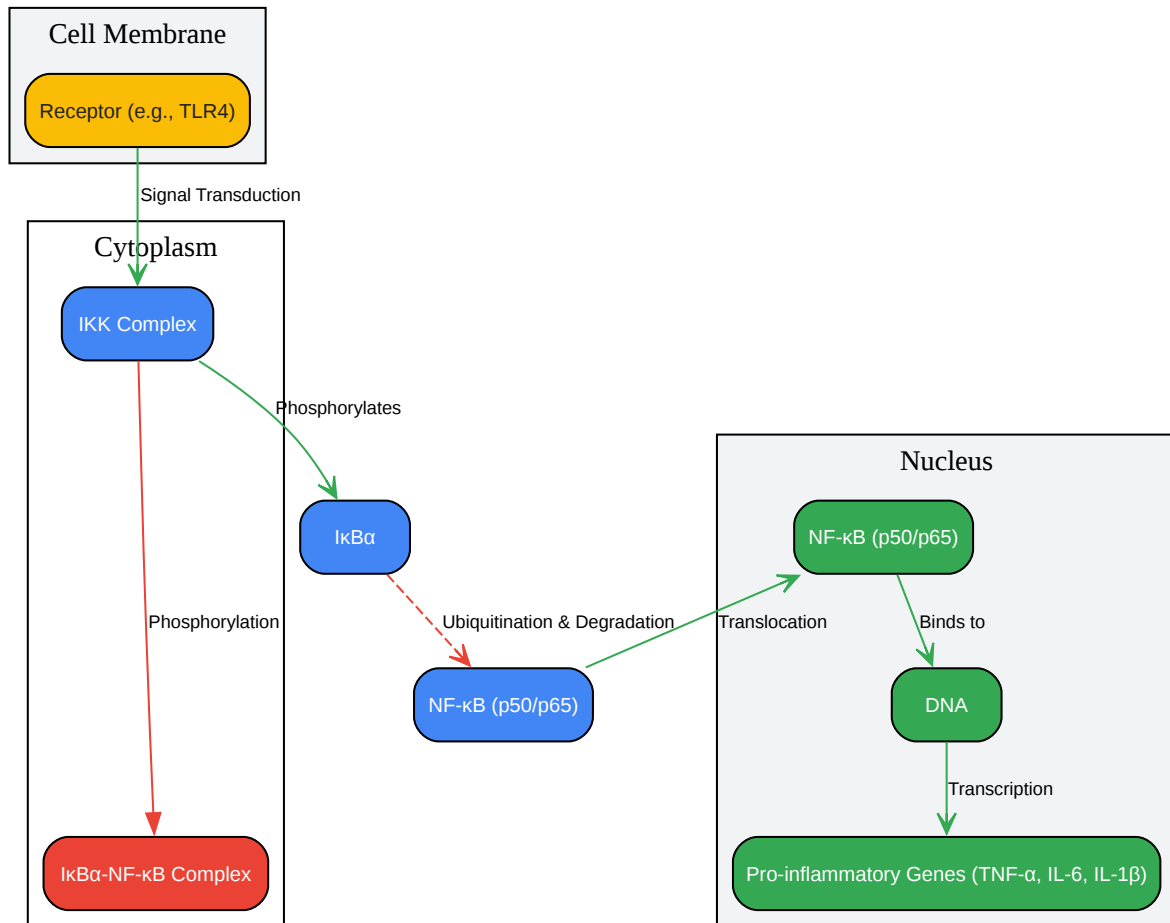 Cell Membrane
Receptor (e.g., TLR4)
Signal Transduction
Cytoplasm
IKK Complex
Phosphorylates
Nucleus
IκBα
NF-κB (p50/p65)
Phosphorylation
Ubiquitination & Degradation
Translocation
Binds to
NF-κB (p50/p65)
DNA
Transcription
IκBα-NF-κB Complex
Pro-inflammatory Genes (TNF-α, IL-6, IL-1β)